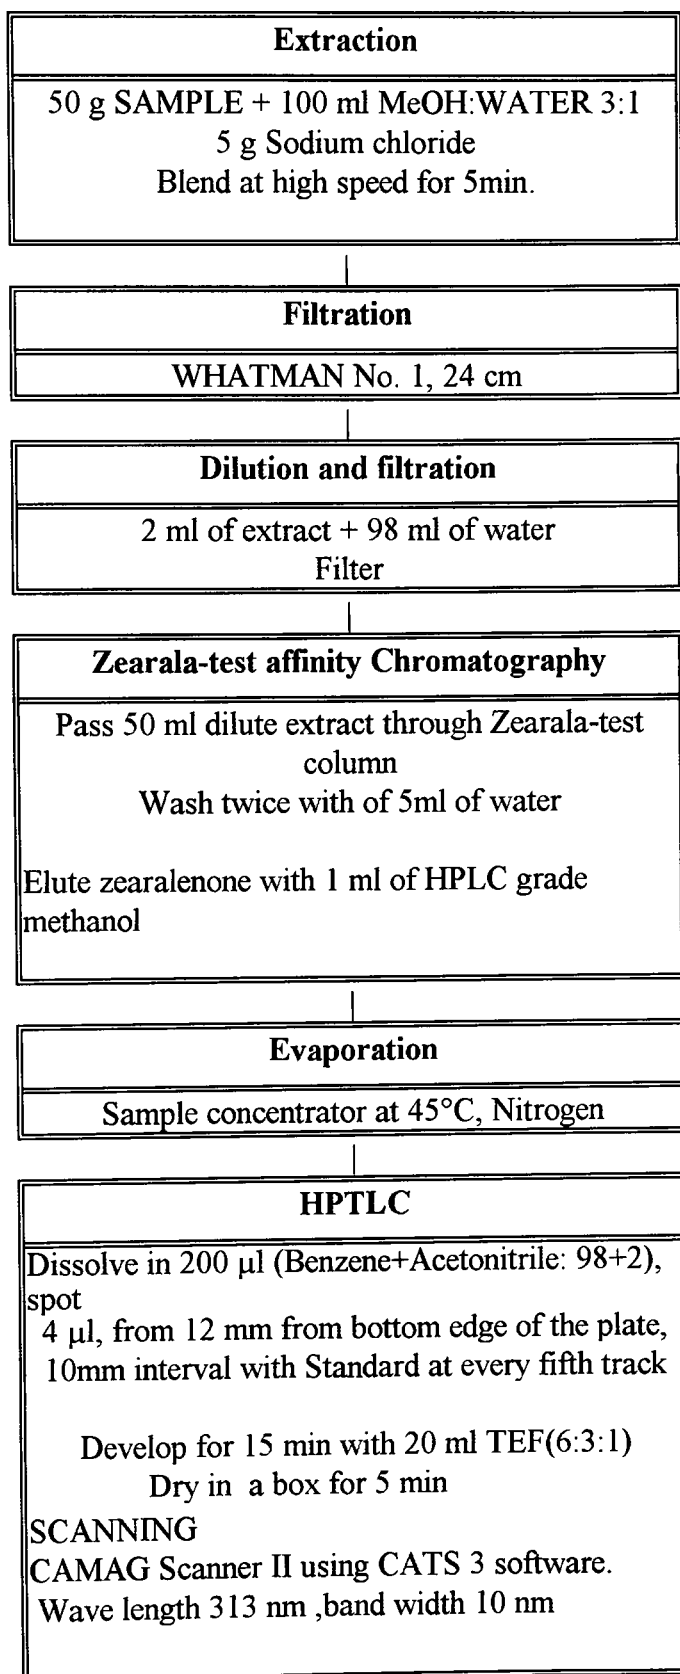 Extraction
50 g SAMPLE + 100 ml MeOH:WATER 3:1
5 g Sodium chloride
Blend at high speed for 5min.
Filtration
WHATMAN No. 1, 24 cm
Dilution and filtration
2 ml of extract + 98 ml of water
Filter
Zearala-test affinity Chromatography
Pass 50 ml dilute extract through Zearala-test
column
Wash twice with of 5ml of water
Elute zearalenone with 1 ml of HPLC grade
methanol
Evaporation
Sample concentrator at 45°C, Nitrogen
HPTLC
Dissolve in 200 µl (Benzene+Acetonitrile: 98+2),
spot
4 µl, from 12 mm from bottom edge of the plate,
10mm interval with Standard at every fifth track
Develop for 15 min with 20 ml TEF(6:3:1)
Dry in a box for 5 min
SCANNING
CAMAG Scanner II using CATS 3 software.
Wave length 313 nm ,band width 10 nm